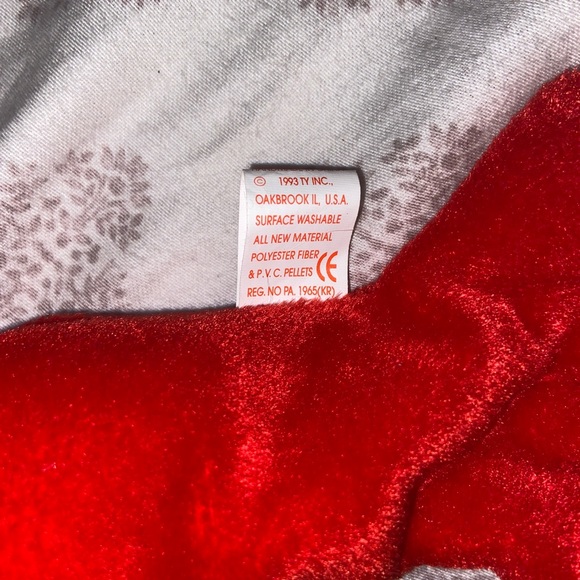 © 1993 TY INC.,
OAKBROOK IL, U.S.A.
SURFACE WASHABLE
ALL NEW MATERIAL
POLYESTER FIBER
& P.V.C. PELLETS CE
REG. NO PA. 1965(KR)